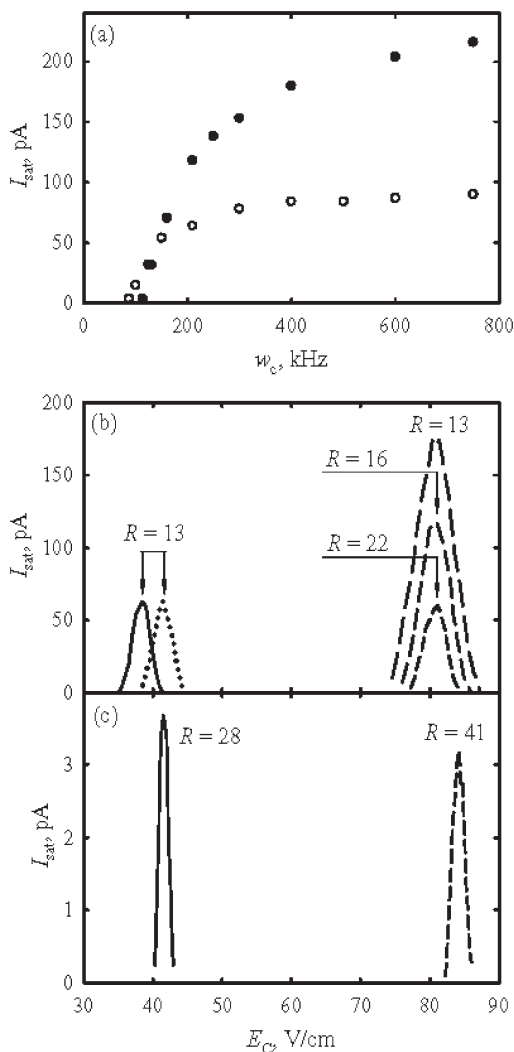 (a)
200
150
100
50
0
I_sat, pA
0 200 400 600 800
w_c, kHz
(b)
200
150
100
50
0
I_sat, pA
R = 13
R = 13
R = 16
R = 22
(c)
3
2
1
0
I_sat, pA
R = 28
R = 41
30 40 50 60 70 80 90
E_C, V/cm